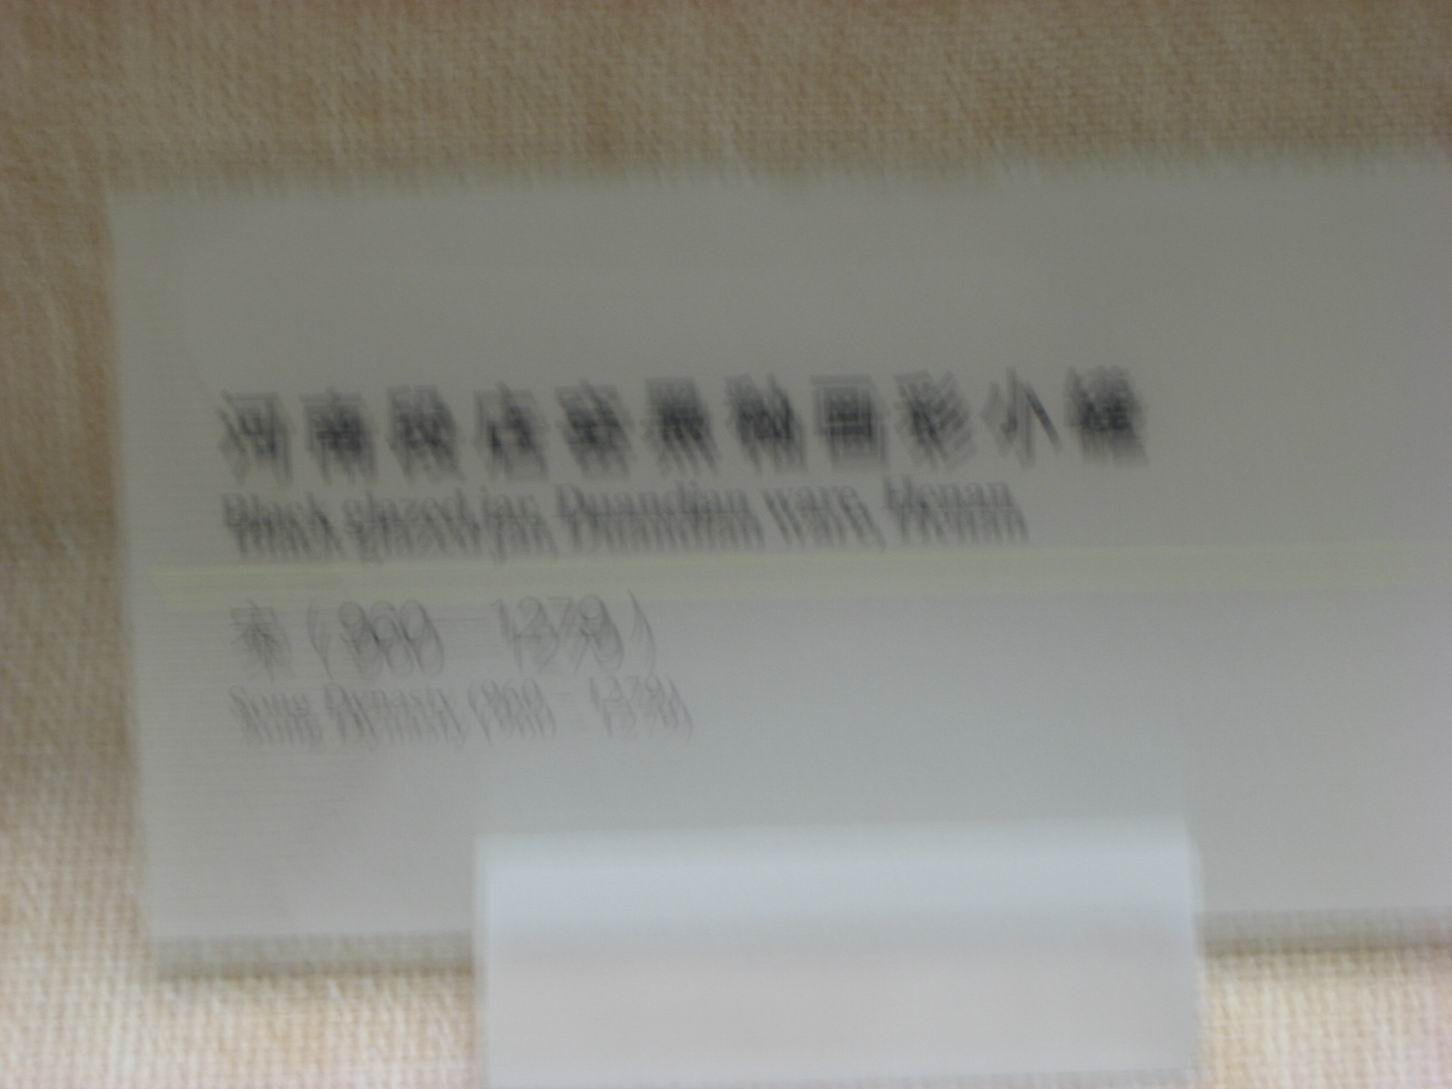 河南段店窑黑釉画彩小罐
Black glazed jar, Duandian ware, Henan
宋(960 1279)
Song Dynasty (960 – 1279)